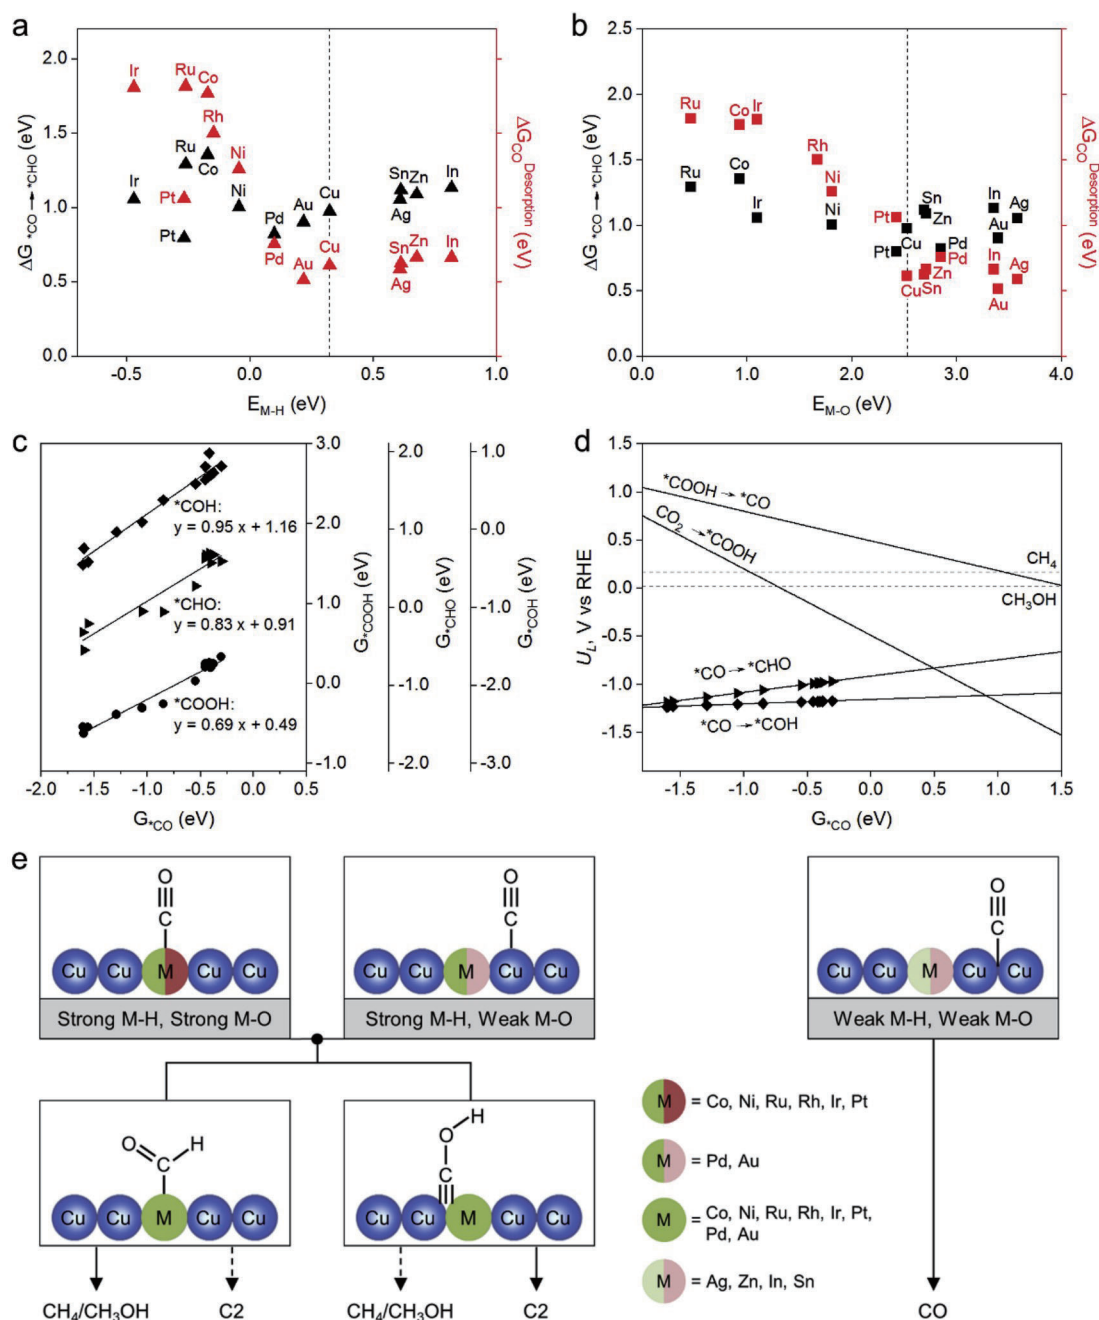 a
ΔG *CO → *CHO (eV)
2.0
1.5
1.0
0.5
0.0
-0.5
0.0
0.5
1.0
E M-H (eV)
ΔG CO Desorption (eV)
Ir
Ru
Co
Rh
Ni
Pt
Pd
Au
Cu
Sn
Zn
Ag
In
Ir
Ru
Co
Ni
Pt
Pd
Au
Cu
Sn
Zn
Ag
In
b
ΔG *CO → *CHO (eV)
2.5
2.0
1.5
1.0
0.5
0.0
0.0
1.0
2.0
3.0
4.0
E M-O (eV)
ΔG CO Desorption (eV)
Ru
Co
Ir
Rh
Ni
Pt
Cu
Sn
Zn
Pd
In
Au
Ag
Ru
Co
Ir
Ni
Pt
Cu
Sn
Zn
Pd
In
Au
Ag
c
*COH:
y = 0.95 x + 1.16
*CHO:
y = 0.83 x + 0.91
*COOH:
y = 0.69 x + 0.49
-2.0 -1.5 -1.0 -0.5 0.0 0.5
G*CO (eV)
3.0
2.0
1.0
0.0
-1.0
G*COOH (eV)
2.0
1.0
0.0
-1.0
-2.0
G*CHO (eV)
1.0
0.0
-1.0
-2.0
-3.0
G*COH (eV)
d
U_L, V vs RHE
1.5
1.0
0.5
0.0
-0.5
-1.0
-1.5
*COOH → *CO
CO₂ → *COOH
CH₄
CH₃OH
*CO → *CHO
*CO → *COH
-1.5 -1.0 -0.5 0.0 0.5 1.0 1.5
G*CO (eV)
e
O
C
Cu Cu M Cu Cu
Strong M-H, Strong M-O
O
C
Cu Cu M Cu Cu
Strong M-H, Weak M-O
O
C
Cu Cu M Cu Cu
Weak M-H, Weak M-O
O H
C
Cu Cu M Cu Cu
CH₄/CH₃OH C2
H
O
C
Cu Cu M Cu Cu
CH₄/CH₃OH C2
M = Co, Ni, Ru, Rh, Ir, Pt
M = Pd, Au
M = Co, Ni, Ru, Rh, Ir, Pt,
Pd, Au
M = Ag, Zn, In, Sn
CO